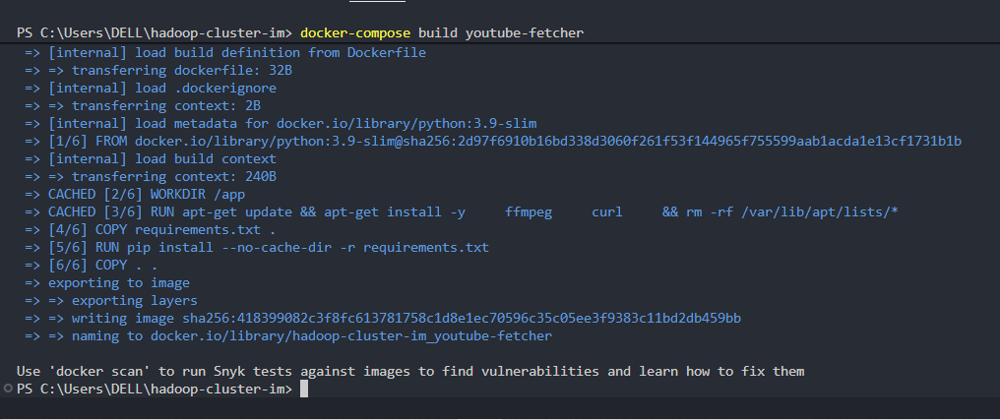 PS C:\Users\DELL\hadoop-cluster-im> docker-compose build youtube-fetcher
=> [internal] load build definition from Dockerfile
=> => transferring dockerfile: 32B
=> [internal] load .dockerignore
=> => transferring context: 2B
=> [internal] load metadata for docker.io/library/python:3.9-slim
=> [1/6] FROM docker.io/library/python:3.9-slim@sha256:2d97f6910b16bd338d3060f261f53f144965f755599aab1acda1e13cf1731b1b
=> [internal] load build context
=> => transferring context: 240B
=> CACHED [2/6] WORKDIR /app
=> CACHED [3/6] RUN apt-get update && apt-get install -y     ffmpeg     curl     && rm -rf /var/lib/apt/lists/*
=> [4/6] COPY requirements.txt .
=> [5/6] RUN pip install --no-cache-dir -r requirements.txt
=> [6/6] COPY . .
=> exporting to image
=> => exporting layers
=> => writing image sha256:418399082c3f8fc613781758c1d8e1ec70596c35c05ee3f9383c11bd2db459bb
=> => naming to docker.io/library/hadoop-cluster-im_youtube-fetcher
Use 'docker scan' to run Snyk tests against images to find vulnerabilities and learn how to fix them
PS C:\Users\DELL\hadoop-cluster-im>